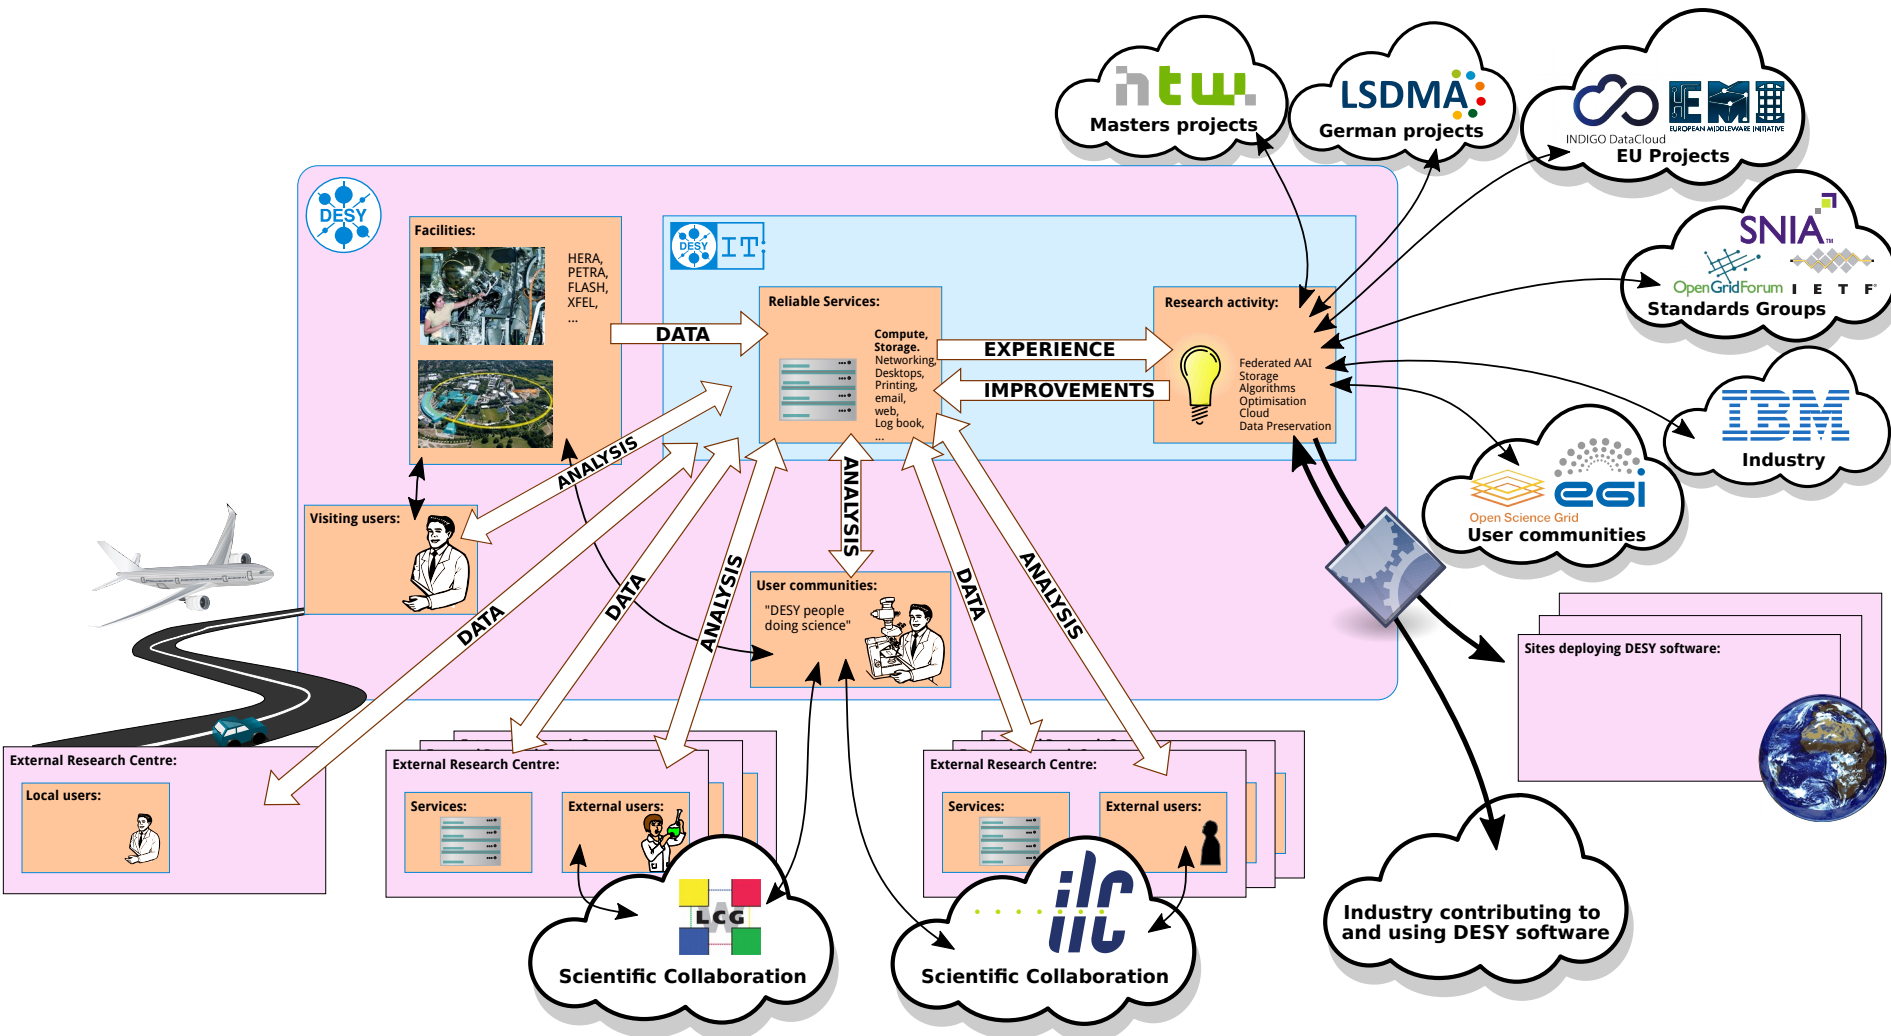 htw.
Masters projects
LSDMA
German projects
INDIGO DataCloud
EMI
EUROPEAN MIDDLEWARE INITIATIVE
EU Projects
SNIA
TM
OpenGridForum
I E T F
Standards Groups
IBM
Industry
Open Science Grid
egi
User communities
DESY
Facilities:
HERA,
PETRA,
FLASH,
XFEL,
...
DESY
IT
Reliable Services:
Compute,
Storage.
Networking,
Desktops,
Printing,
email,
web,
Log book,
...
Research activity:
Federated AAI
Storage
Algorithms
Optimisation
Cloud
Data Preservation
DATA
EXPERIENCE
IMPROVEMENTS
ANALYSIS
DATA
DATA
ANALYSIS
ANALYSIS
DATA
ANALYSIS
Visiting users:
User communities:
"DESY people
doing science"
Sites deploying DESY software:
External Research Centre:
Local users:
External Research Centre:
Services:
External users:
External Research Centre:
Services:
External users:
W
LCG
Scientific Collaboration
ilc
Scientific Collaboration
Industry contributing to
and using DESY software